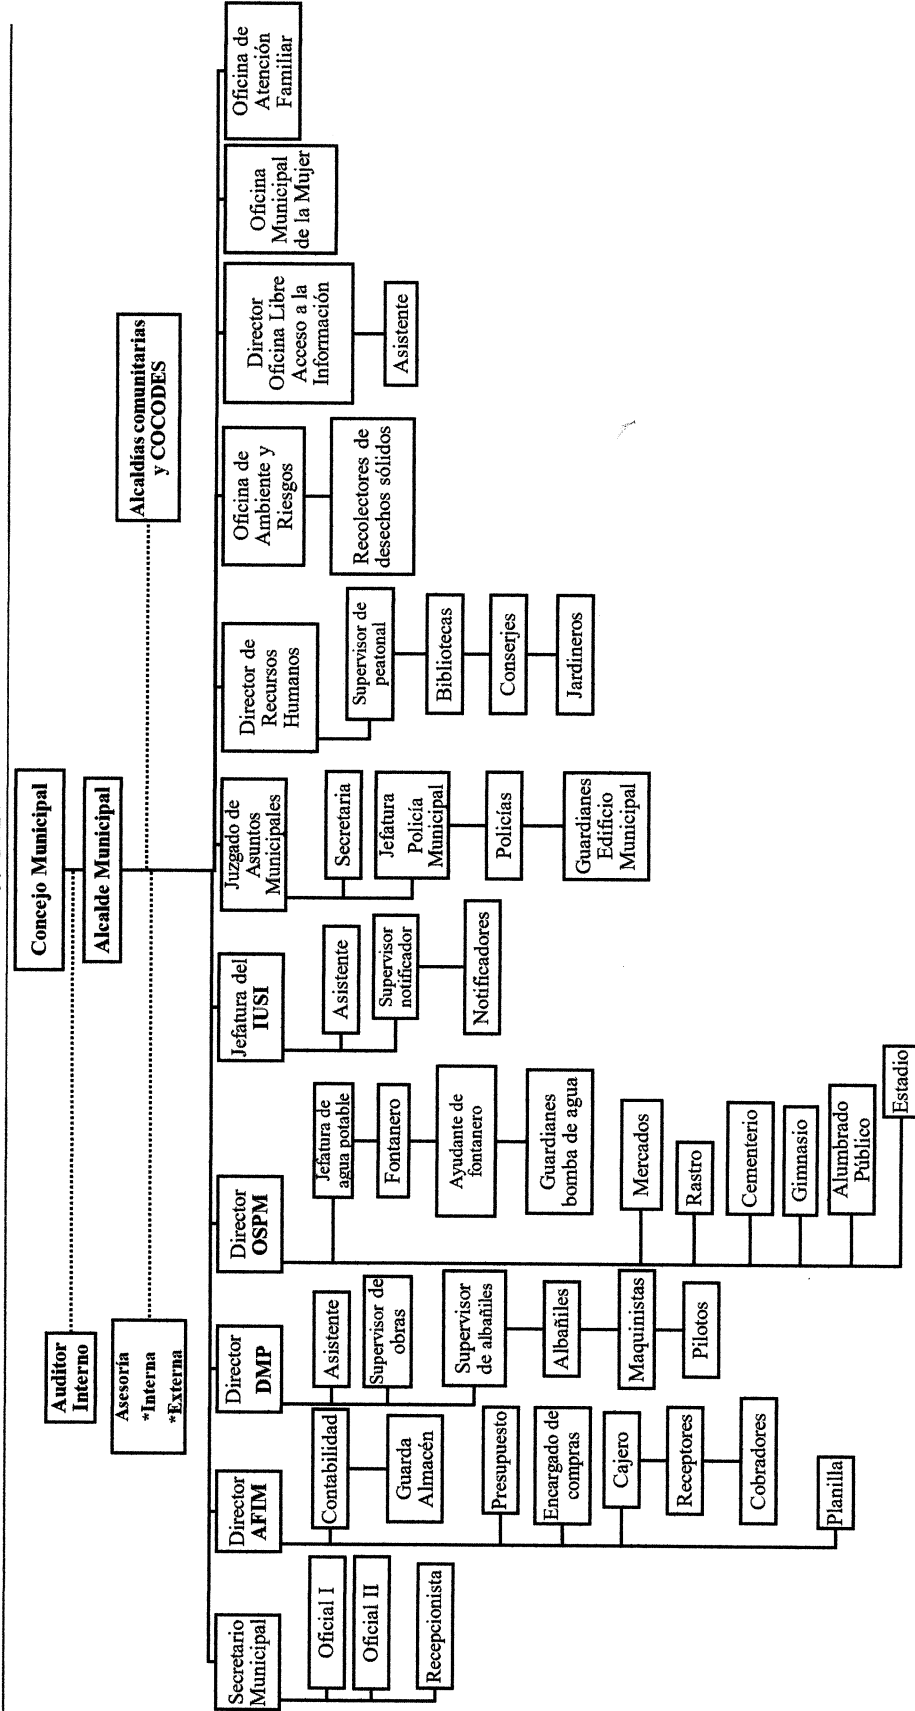 Concejo Municipal
Alcalde Municipal
Auditor
Interno
Asesoría
*Interna
*Externa
Alcaldías comunitarias
y COCODES
Secretario
Municipal
Oficial I
Oficial II
Recepcionista
Director
AFIM
Contabilidad
Guarda
Almacén
Presupuesto
Encargado de
compras
Cajero
Receptores
Cobradores
Planilla
Director
DMP
Asistente
Supervisor de
obras
Supervisor
de albañiles
Albañiles
Maquinistas
Pilotos
Director
OSPM
Jefatura de
agua potable
Fontanero
Ayudante de
fontanero
Guardianes
bomba de agua
Mercados
Rastro
Cementerio
Gimnasio
Alumbrado
Público
Estadio
Jefatura del
IUSI
Asistente
Supervisor
notificador
Notificadores
Juzgado de
Asuntos
Municipales
Secretaria
Jefatura
Policía
Municipal
Policías
Guardianes
Edificio
Municipal
Director de
Recursos
Humanos
Supervisor de
peatonal
Bibliotecas
Conserjes
Jardineros
Oficina de
Ambiente y
Riesgos
Recolectores de
desechos sólidos
Director
Oficina Libre
Acceso a la
Información
Asistente
Oficina
Municipal
de la Mujer
Oficina de
Atención
Familiar